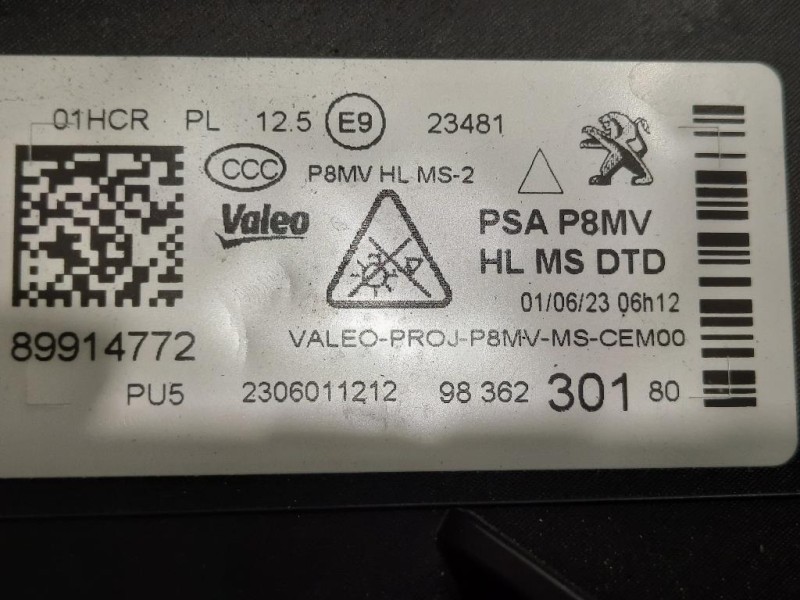 01HCR PL 12.5 E9 23481
CCC P8MV HL MS-2
Valeo PSA P8MV
HL MS DTD
01/06/23 06h12
89914772 VALEO-PROJ-P8MV-MS-CEM00
PU5 2306011212 98 362 301 80